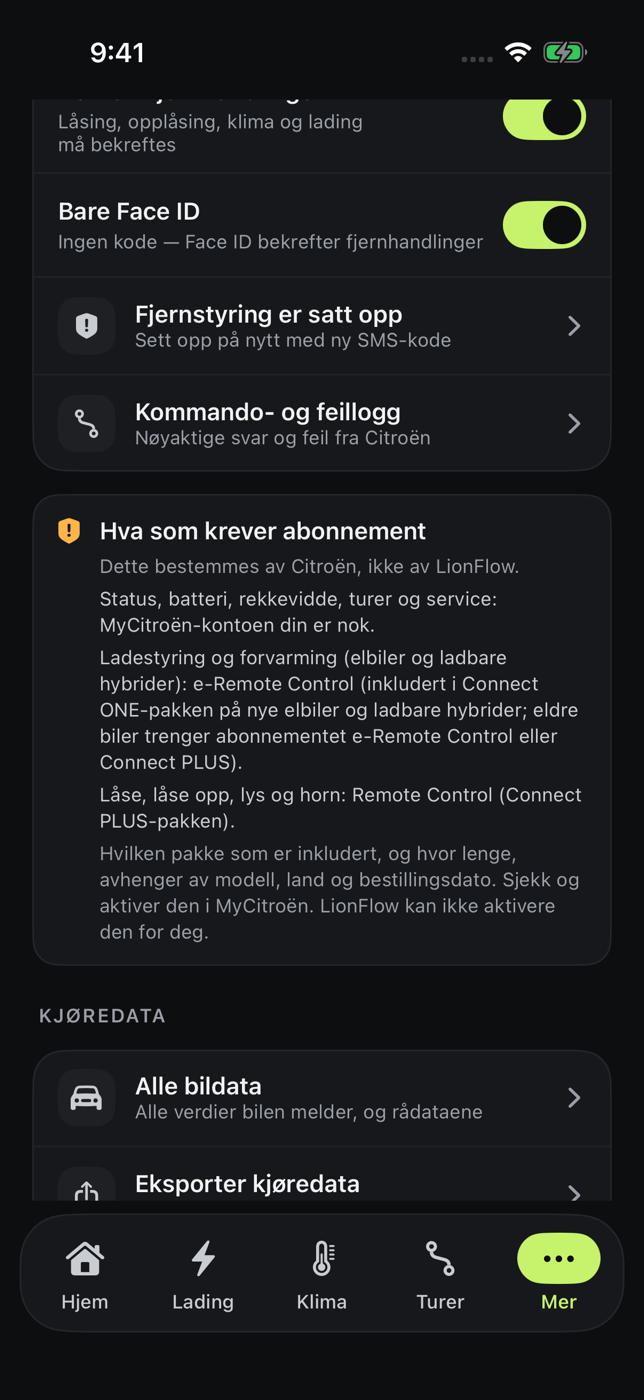 9:41
Låsing, opplåsing, klima og lading
må bekreftes
Bare Face ID
Ingen kode — Face ID bekrefter fjernhandlinger
Fjernstyring er satt opp
Sett opp på nytt med ny SMS-kode
Kommando- og feillogg
Nøyaktige svar og feil fra Citroën
Hva som krever abonnement
Dette bestemmes av Citroën, ikke av LionFlow.
Status, batteri, rekkevidde, turer og service:
MyCitroën-kontoen din er nok.
Ladestyring og forvarming (elbiler og ladbare
hybrider): e-Remote Control (inkludert i Connect
ONE-pakken på nye elbiler og ladbare hybrider; eldre
biler trenger abonnementet e-Remote Control eller
Connect PLUS).
Låse, låse opp, lys og horn: Remote Control (Connect
PLUS-pakken).
Hvilken pakke som er inkludert, og hvor lenge,
avhenger av modell, land og bestillingsdato. Sjekk og
aktiver den i MyCitroën. LionFlow kan ikke aktivere
den for deg.
KJØREDATA
Alle bildata
Alle verdier bilen melder, og rådataene
Eksporter kjøredata
Hjem
Lading
Klima
Turer
Mer